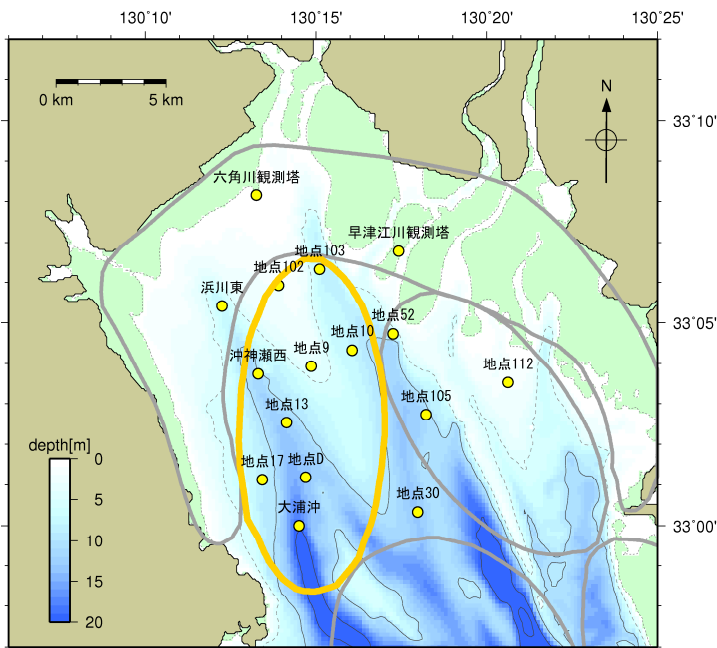 130˚10' 130˚15' 130˚20' 130˚25'
0 km 5 km
N
33˚10'
六角川観測塔
早津江川観測塔
地点103
地点102
浜川東
地点52
33˚05'
地点10
地点9
沖神瀬西
地点112
地点13
地点105
depth[m]
0
地点17 地点D
5
地点30
大浦沖
33˚00'
10
15
20